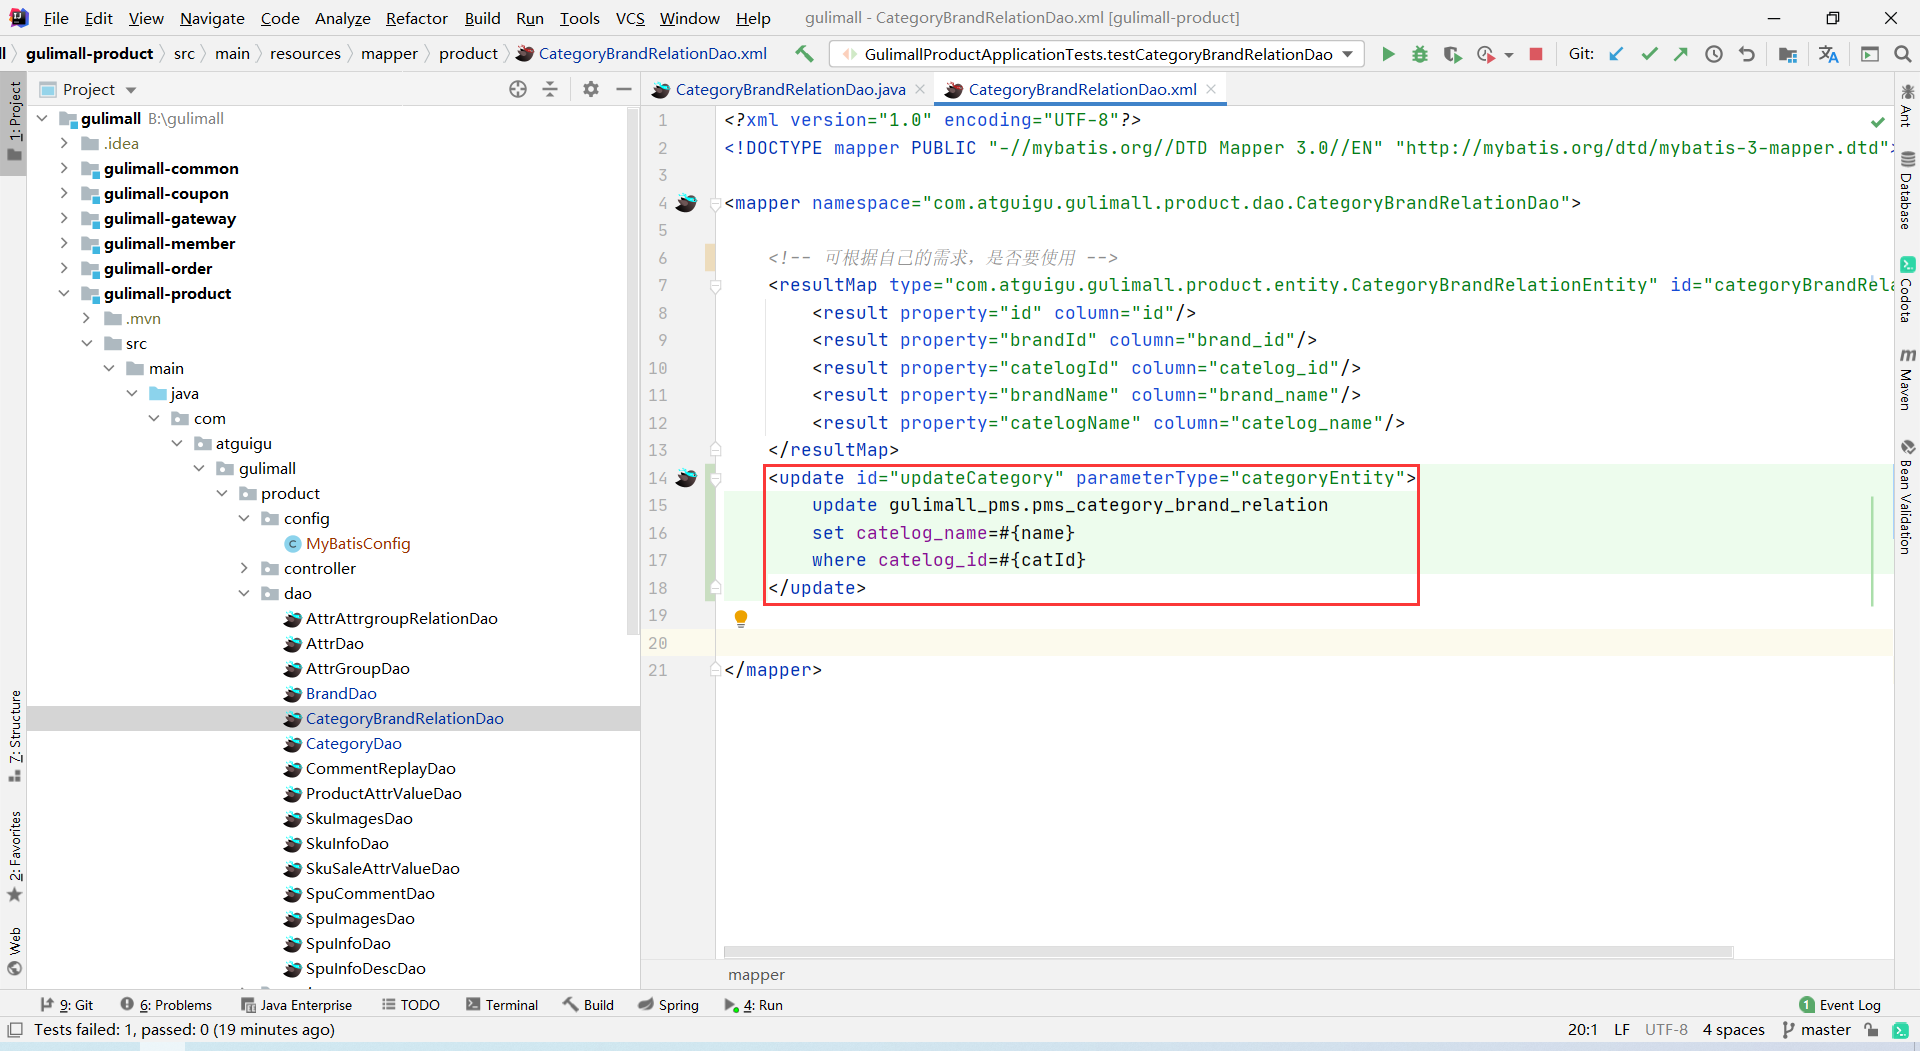 File Edit View Navigate Code Analyze Refactor Build Run Tools VCS Window Help gulimall - CategoryBrandRelationDao.xml [gulimall-product]
gulimall-product src main resources mapper product CategoryBrandRelationDao.xml GulimallProductApplicationTests.testCategoryBrandRelationDao Git:
Project
CategoryBrandRelationDao.java CategoryBrandRelationDao.xml
1: Project
7: Structure
2: Favorites
Web
gulimall B:\gulimall
.idea
gulimall-common
gulimall-coupon
gulimall-gateway
gulimall-member
gulimall-order
gulimall-product
.mvn
src
main
java
com
atguigu
gulimall
product
config
MyBatisConfig
controller
dao
AttrAttrgroupRelationDao
AttrDao
AttrGroupDao
BrandDao
CategoryBrandRelationDao
CategoryDao
CommentReplayDao
ProductAttrValueDao
SkuImagesDao
SkuInfoDao
SkuSaleAttrValueDao
SpuCommentDao
SpuImagesDao
SpuInfoDao
SpuInfoDescDao
1 <?xml version="1.0" encoding="UTF-8"?>
2 <!DOCTYPE mapper PUBLIC "-//mybatis.org//DTD Mapper 3.0//EN" "http://mybatis.org/dtd/mybatis-3-mapper.dtd">
3
4 <mapper namespace="com.atguigu.gulimall.product.dao.CategoryBrandRelationDao">
5
6 <!-- 可根据自己的需求，是否要使用 -->
7 <resultMap type="com.atguigu.gulimall.product.entity.CategoryBrandRelationEntity" id="categoryBrandRela
8 <result property="id" column="id"/>
9 <result property="brandId" column="brand_id"/>
10 <result property="catelogId" column="catelog_id"/>
11 <result property="brandName" column="brand_name"/>
12 <result property="catelogName" column="catelog_name"/>
13 </resultMap>
14 <update id="updateCategory" parameterType="categoryEntity">
15 update gulimall_pms.pms_category_brand_relation
16 set catelog_name=#{name}
17 where catelog_id=#{catId}
18 </update>
19
20
21 </mapper>
mapper
Ant
Database
Codota
Maven
Bean Validation
9: Git 6: Problems Java Enterprise TODO Terminal Build Spring 4: Run 1 Event Log
Tests failed: 1, passed: 0 (19 minutes ago) 20:1 LF UTF-8 4 spaces master